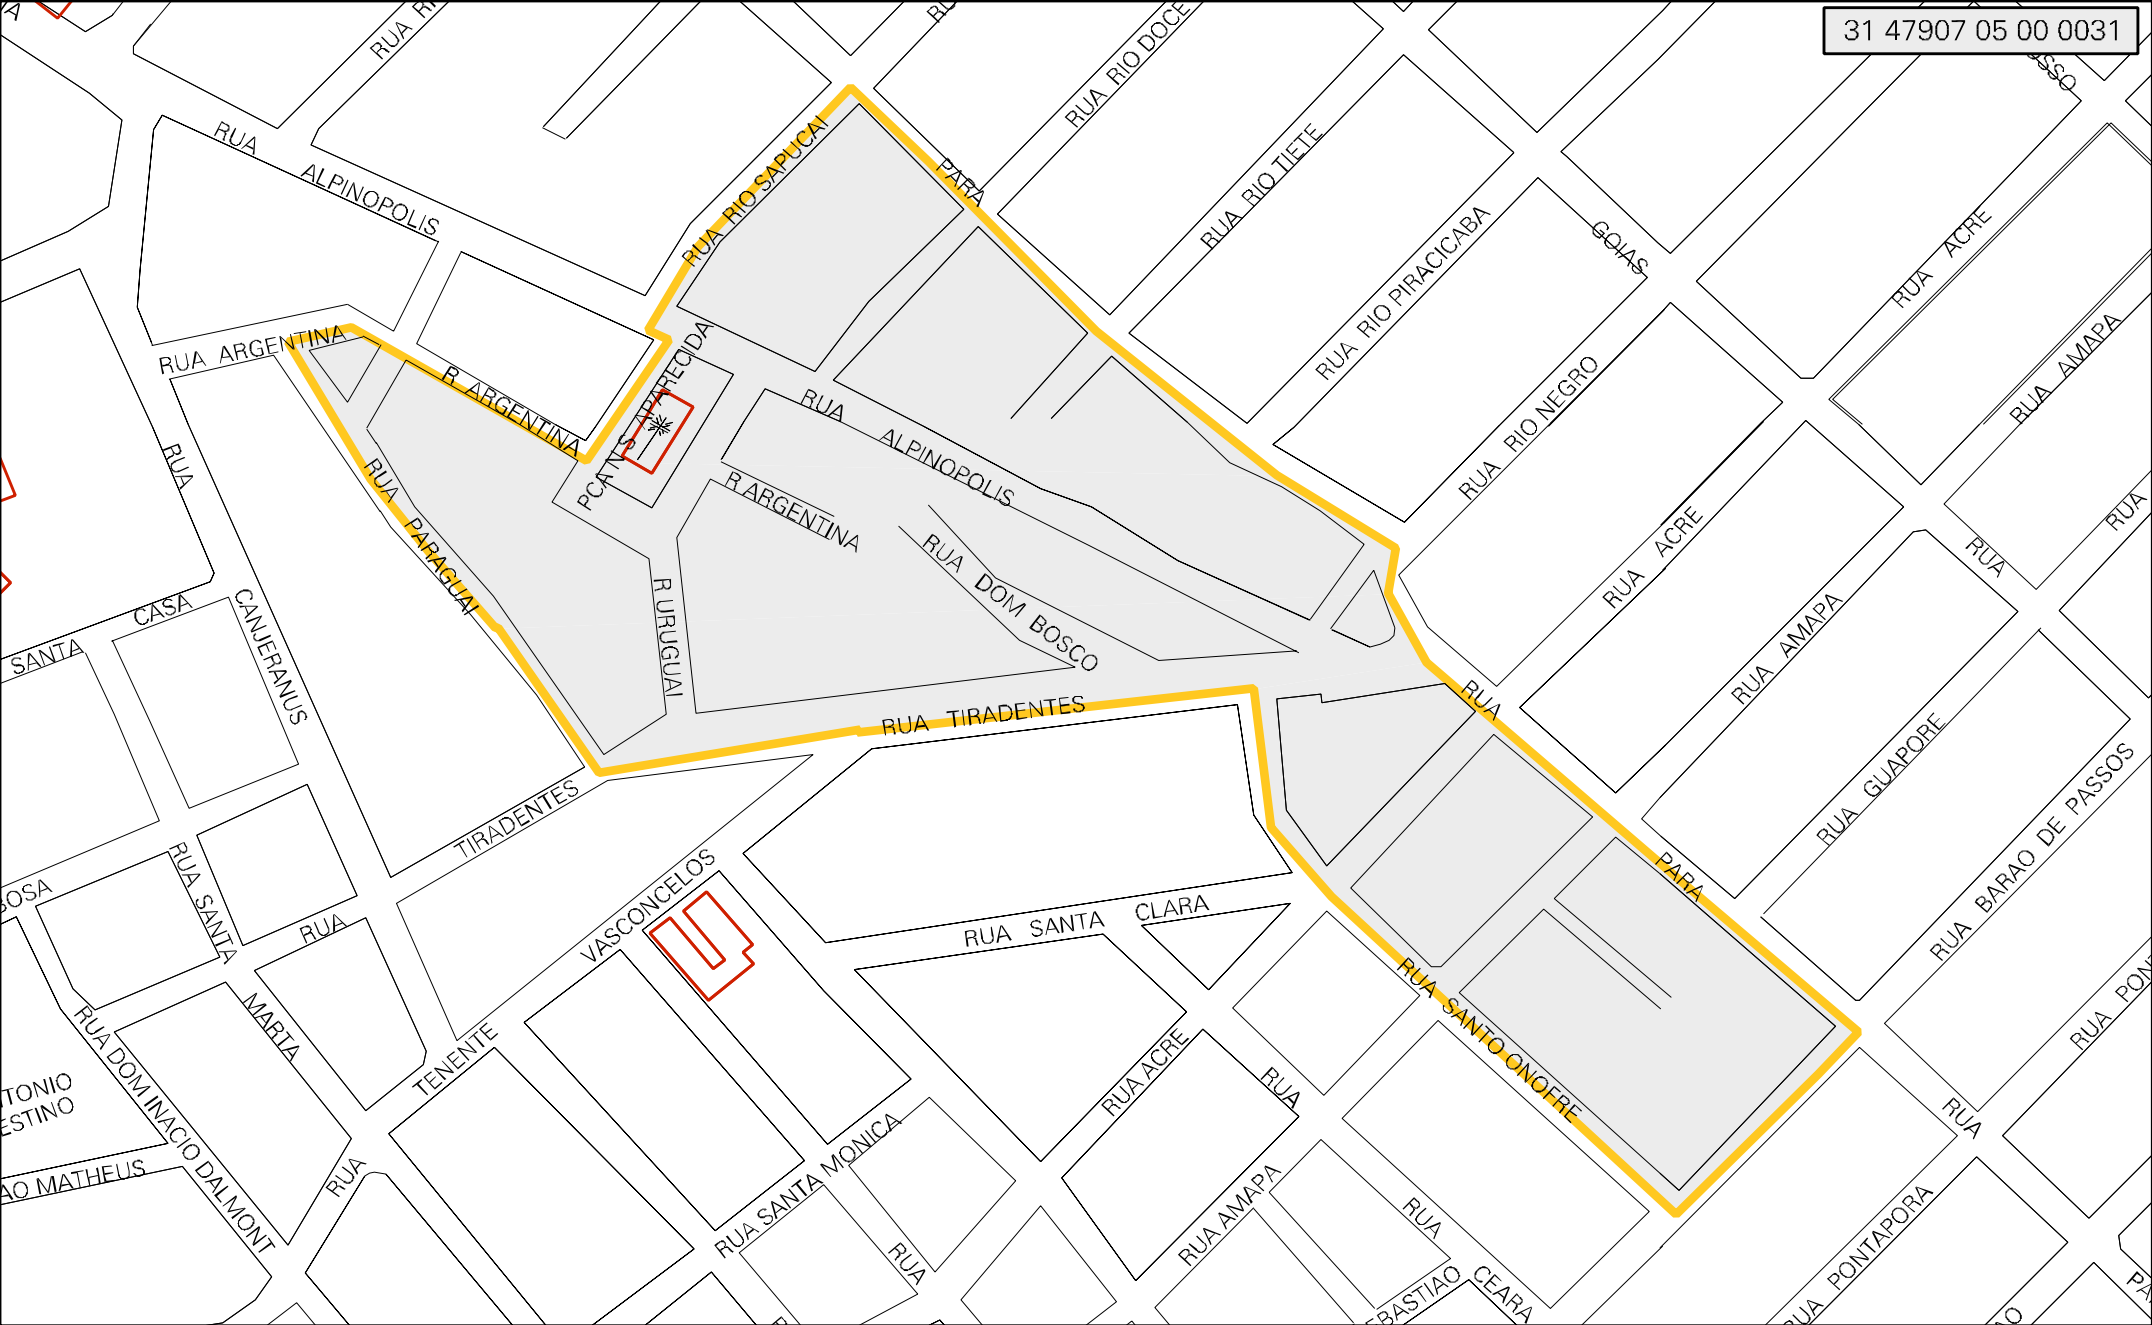 31 47907 05 00 0031
RUA RIO DOCE
RUA
ALPINOPOLIS
RUA RIO SAPUCAI
PARA
RUA RIO TIETE
RUA RIO PIRACICABA
GOIAS
RUA ACRE
RUA AMAPA
RUA ARGENTINA
R ARGENTINA
PCA N S APARECIDA
RUA
ALPINOPOLIS
RUA RIO NEGRO
RUA
RUA
PARAGUAI
R ARGENTINA
RUA DOM BOSCO
RUA ACRE
RUA
RUA
SANTA
CASA
CANJERANUS
R URUGUAI
RUA AMAPA
RUA TIRADENTES
RUA
RUA GUAPORE
RUA BARAO DE PASSOS
TIRADENTES
PARA
RUA SANTA
RUA
VASCONCELOS
RUA SANTA CLARA
RUA SANTO ONOFRE
MARTA
TENENTE
RUA ACRE
RUA
RUA
RUA DOM INACIO DALMONT
RUA
RUA SANTA MONICA
RUA AMAPA
RUA
RUA
CEARA
RUA PONTAPORA